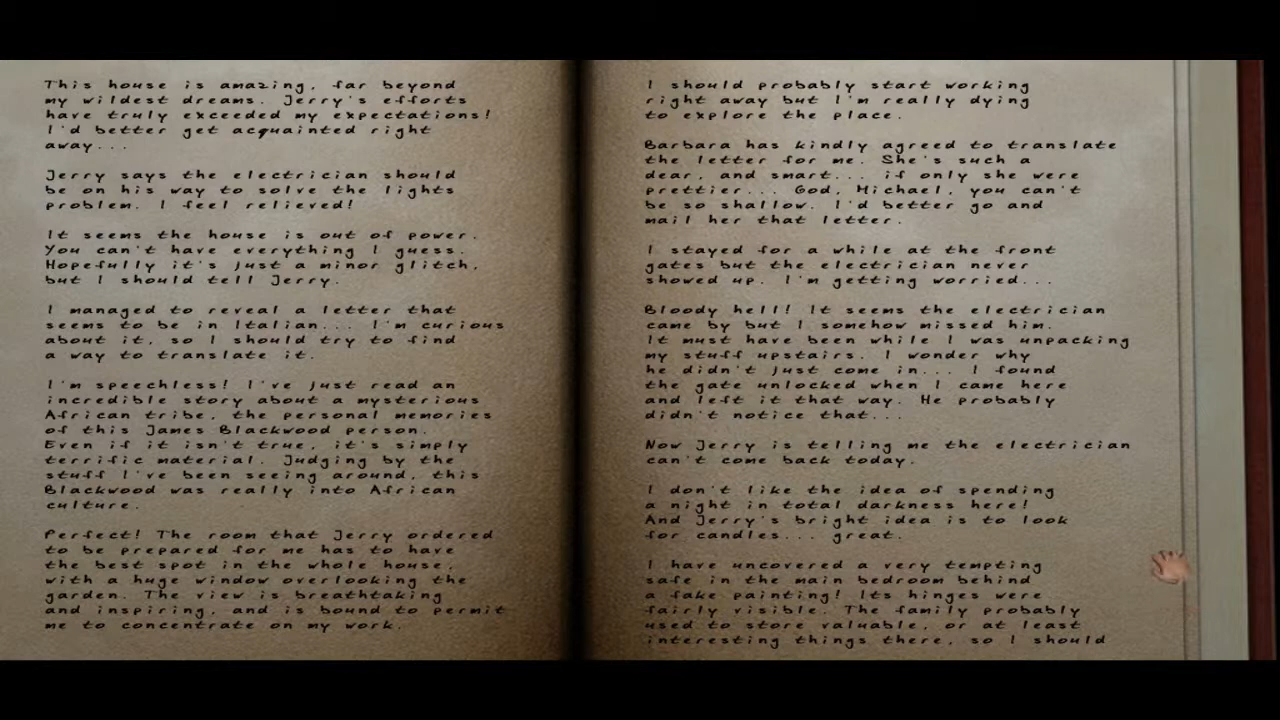 This house is amazing, far beyond
my wildest dreams. Jerry's efforts
have truly exceeded my expectations!
I'd better get acquainted right
away...
Jerry says the electrician should
be on his way to solve the lights
problem. I feel relieved!
It seems the house is out of power.
You can't have everything I guess.
Hopefully it's just a minor glitch,
but I should tell Jerry.
I managed to reveal a letter that
seems to be in Italian... I'm curious
about it, so I should try to find
a way to translate it.
I'm speechless! I've just read an
incredible story about a mysterious
African tribe, the personal memories
of this James Blackwood person.
Even if it isn't true, it's simply
terrific material. Judging by the
stuff I've been seeing around, this
Blackwood was really into African
culture.
Perfect! The room that Jerry ordered
to be prepared for me has to have
the best spot in the whole house,
with a huge window overlooking the
garden. The view is breathtaking
and inspiring, and is bound to permit
me to concentrate on my work.
I should probably start working
right away but I'm really dying
to explore the place.
Barbara has kindly agreed to translate
the letter for me. She's such a
dear, and smart... if only she were
prettier... God, Michael, you can't
be so shallow. I'd better go and
mail her that letter.
I stayed for a while at the front
gates but the electrician never
showed up. I'm getting worried...
Bloody hell! It seems the electrician
came by but I somehow missed him.
It must have been while I was unpacking
my stuff upstairs. I wonder why
he didn't just come in... I found
the gate unlocked when I came here
and left it that way. He probably
didn't notice that...
Now Jerry is telling me the electrician
can't come back today.
I don't like the idea of spending
a night in total darkness here!
And Jerry's bright idea is to look
for candles... great.
I have uncovered a very tempting
safe in the main bedroom behind
a fake painting! Its hinges were
fairly visible. The family probably
used to store valuable, or at least
interesting things there, so I should